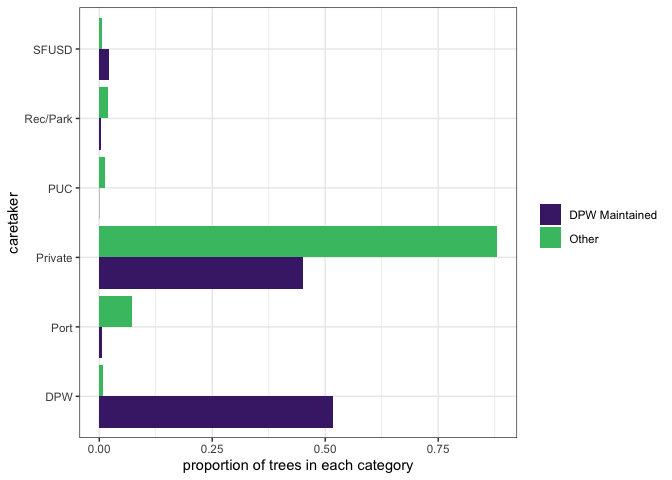 caretaker
SFUSD
Rec/Park
PUC
Private
Port
DPW
0.00 0.25 0.50 0.75
proportion of trees in each category
DPW Maintained
Other